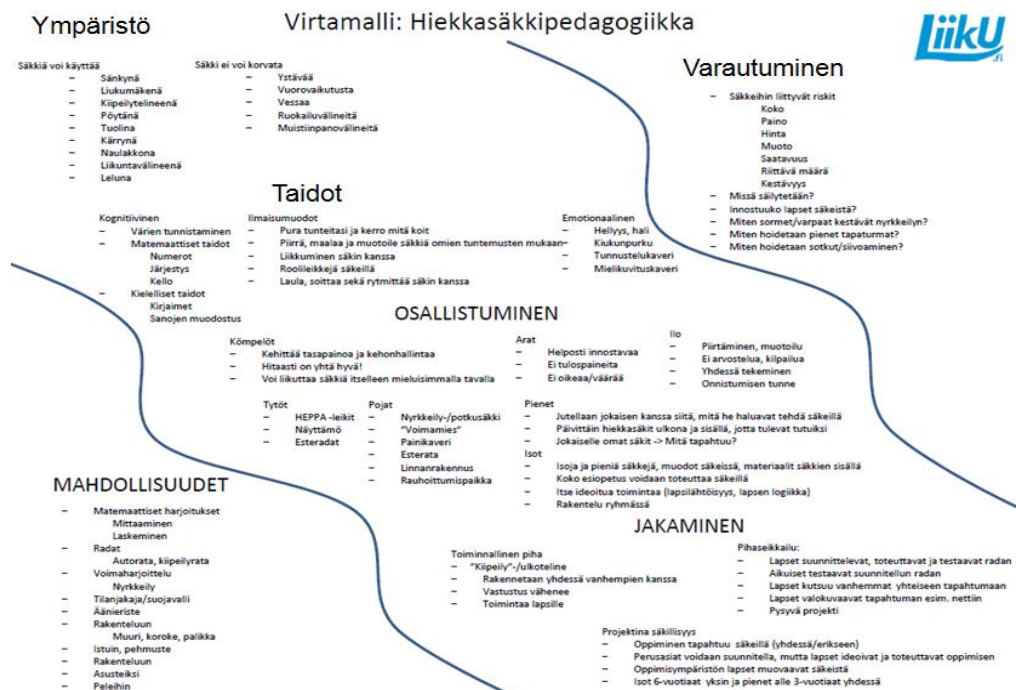 Virtamalli: Hiekkasäkkipedagogiikka
LiikU.fi
Ympäristö
Säkkiä voi käyttää
– Sänkynä
– Liukumäkenä
– Kiipeilytelineenä
– Pöytänä
– Tuolina
– Kärrynä
– Naulakkona
– Liikuntavälineenä
– Leluna
Säkki ei voi korvata
– Ystävää
– Vuorovaikutusta
– Vessaa
– Ruokailuvälineitä
– Muistiinpanovälineitä
Varautuminen
– Säkkeihin liittyvät riskit
Koko
Paino
Hinta
Muoto
Saatavuus
Riittävä määrä
Kestävyys
– Missä säilytetään?
– Innostuuko lapset säkeistä?
– Miten sormet/varpaat kestävät nyrkkeilyn?
– Miten hoidetaan pienet tapaturmat?
– Miten hoidetaan sotkut/siivoaminen?
Taidot
Kognitiivinen
– Värien tunnistaminen
– Matemaattiset taidot
Numerot
Järjestys
Kello
– Kielelliset taidot
Kirjaimet
Sanojen muodostus
Ilmaisumuodot
– Pura tunteitasi ja kerro mitä koit
– Piirrä, maalaa ja muotoile säkkiä omien tuntemusten mukaan
– Liikkuminen säkin kanssa
– Roolileikkejä säkeillä
– Laula, soittaa sekä rytmittää säkin kanssa
Emotionaalinen
– Hellyys, hali
– Kiukunpurku
– Tunnustelukaveri
– Mielikuvituskaveri
OSALLISTUMINEN
Kömpelöt
– Kehittää tasapainoa ja kehonhallintaa
– Hitaasti on yhtä hyvä!
– Voi liikuttaa säkkiä itselleen mieluisimmalla tavalla
Arat
– Helposti innostavaa
– Ei tulospaineita
– Ei oikeaa/väärää
Ilo
– Piirtäminen, muotoilu
– Ei arvostelua, kilpailua
– Yhdessä tekeminen
– Onnistumisen tunne
Tytöt
– HEPPA -leikit
– Näyttämö
– Esteradat
Pojat
– Nyrkkeily-/potkusäkki
– "Voimamies"
– Painikaveri
– Esterata
– Linnanrakennus
– Rauhoittumispaikka
Pienet
– Jutellaan jokaisen kanssa siitä, mitä he haluavat tehdä säkeillä
– Päivittäin hiekkasäkit ulkona ja sisällä, jotta tulevat tutuiksi
– Jokaiselle omat säkit -> Mitä tapahtuu?
Isot
– Isoja ja pieniä säkkejä, muodot säkeissä, materiaalit säkkien sisällä
– Koko esiopetus voidaan toteuttaa säkeillä
– Itse ideoitua toimintaa (lapsilähtöisyys, lapsen logiikka)
– Rakentelu ryhmässä
MAHDOLLISUUDET
– Matemaattiset harjoitukset
Mittaaminen
Laskeminen
– Radat
Autorata, kiipeilyrata
– Voimaharjoittelu
Nyrkkeily
– Tilanjakaja/suojavalli
– Äänieriste
– Rakenteluun
Muuri, koroke, palikka
– Istuin, pehmuste
– Rakenteluun
– Asusteiksi
– Peleihin
JAKAMINEN
Toiminnallinen piha
– "Kiipeily"-/ulkoteline
– Rakennetaan yhdessä vanhempien kanssa
– Vastustus vähenee
– Toimintaa lapsille
Pihaseikkailu:
– Lapset suunnittelevat, toteuttavat ja testaavat radan
– Aikuiset testaavat suunnitellun radan
– Lapset kutsuu vanhemmat yhteiseen tapahtumaan
– Lapset valokuvaavat tapahtuman esim. nettiin
– Pysyvä projekti
Projektina säkillisyys
– Oppiminen tapahtuu säkeillä (yhdessä/erikseen)
– Perusasiat voidaan suunnitella, mutta lapset ideoivat ja toteuttavat oppimisen
– Oppimisympäristön lapset muovaavat säkeistä
– Isot 6-vuotiaat yksin ja pienet alle 3-vuotiaat yhdessä